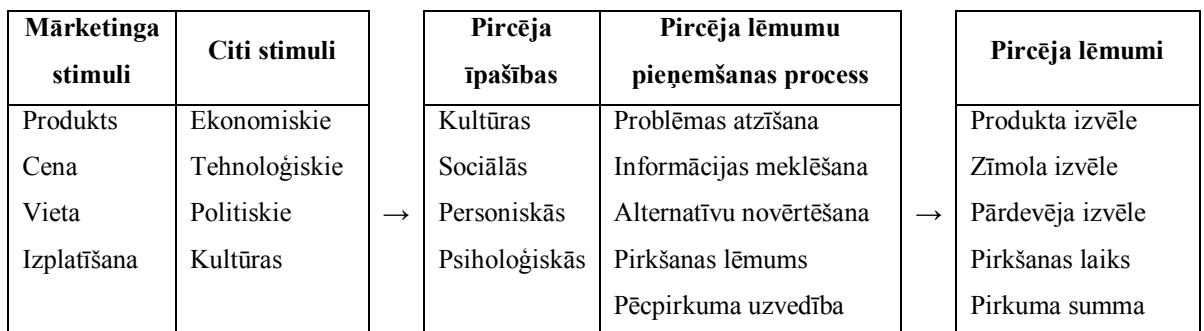 Mārketinga stimuli
Citi stimuli
Pircēja īpašības
Pircēja lēmumu pieņemšanas process
Pircēja lēmumi
Produkts
Ekonomiskie
Kultūras
Problēmas atzīšana
Produkta izvēle
Cena
Tehnoloģiskie
Sociālās
Informācijas meklēšana
Zīmola izvēle
Vieta
Politiskie
→
Personiskās
Alternatīvu novērtēšana
→
Pārdevēja izvēle
Izplatīšana
Kultūras
Psiholoģiskās
Pirkšanas lēmums
Pirkšanas laiks
Pēcpirkuma uzvedība
Pirkuma summa